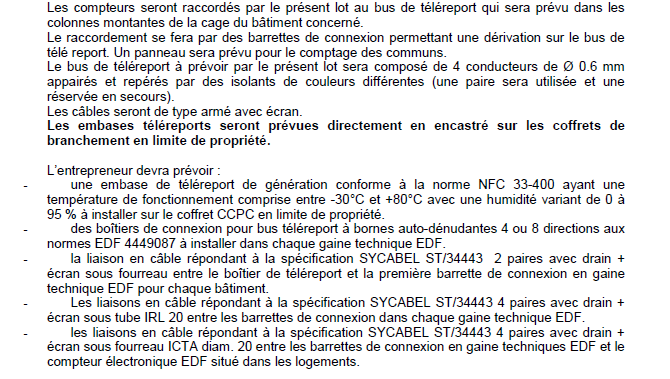 Les compteurs seront raccordés par le présent lot au bus de téléreport qui sera prévu dans les
colonnes montantes de la cage du bâtiment concerné.
Le raccordement se fera par des barrettes de connexion permettant une dérivation sur le bus de
télé report. Un panneau sera prévu pour le comptage des communs.
Le bus de téléreport à prévoir par le présent lot sera composé de 4 conducteurs de Ø 0.6 mm
appairés et repérés par des isolants de couleurs différentes (une paire sera utilisée et une
réservée en secours).
Les câbles seront de type armé avec écran.
Les embases téléreports seront prévues directement en encastré sur les coffrets de
branchement en limite de propriété.
L'entrepreneur devra prévoir :
- une embase de téléreport de génération conforme à la norme NFC 33-400 ayant une
température de fonctionnement comprise entre -30°C et +80°C avec une humidité variant de 0 à
95 % à installer sur le coffret CCPC en limite de propriété.
- des boîtiers de connexion pour bus téléreport à bornes auto-dénudantes 4 ou 8 directions aux
normes EDF 4449087 à installer dans chaque gaine technique EDF.
- la liaison en câble répondant à la spécification SYCABEL ST/34443 2 paires avec drain +
écran sous fourreau entre le boîtier de téléreport et la première barrette de connexion en gaine
technique EDF pour chaque bâtiment.
- Les liaisons en câble répondant à la spécification SYCABEL ST/34443 4 paires avec drain +
écran sous tube IRL 20 entre les barrettes de connexion dans chaque gaine technique EDF.
- les liaisons en câble répondant à la spécification SYCABEL ST/34443 4 paires avec drain +
écran sous fourreau ICTA diam. 20 entre les barrettes de connexion en gaine techniques EDF et le
compteur électronique EDF situé dans les logements.